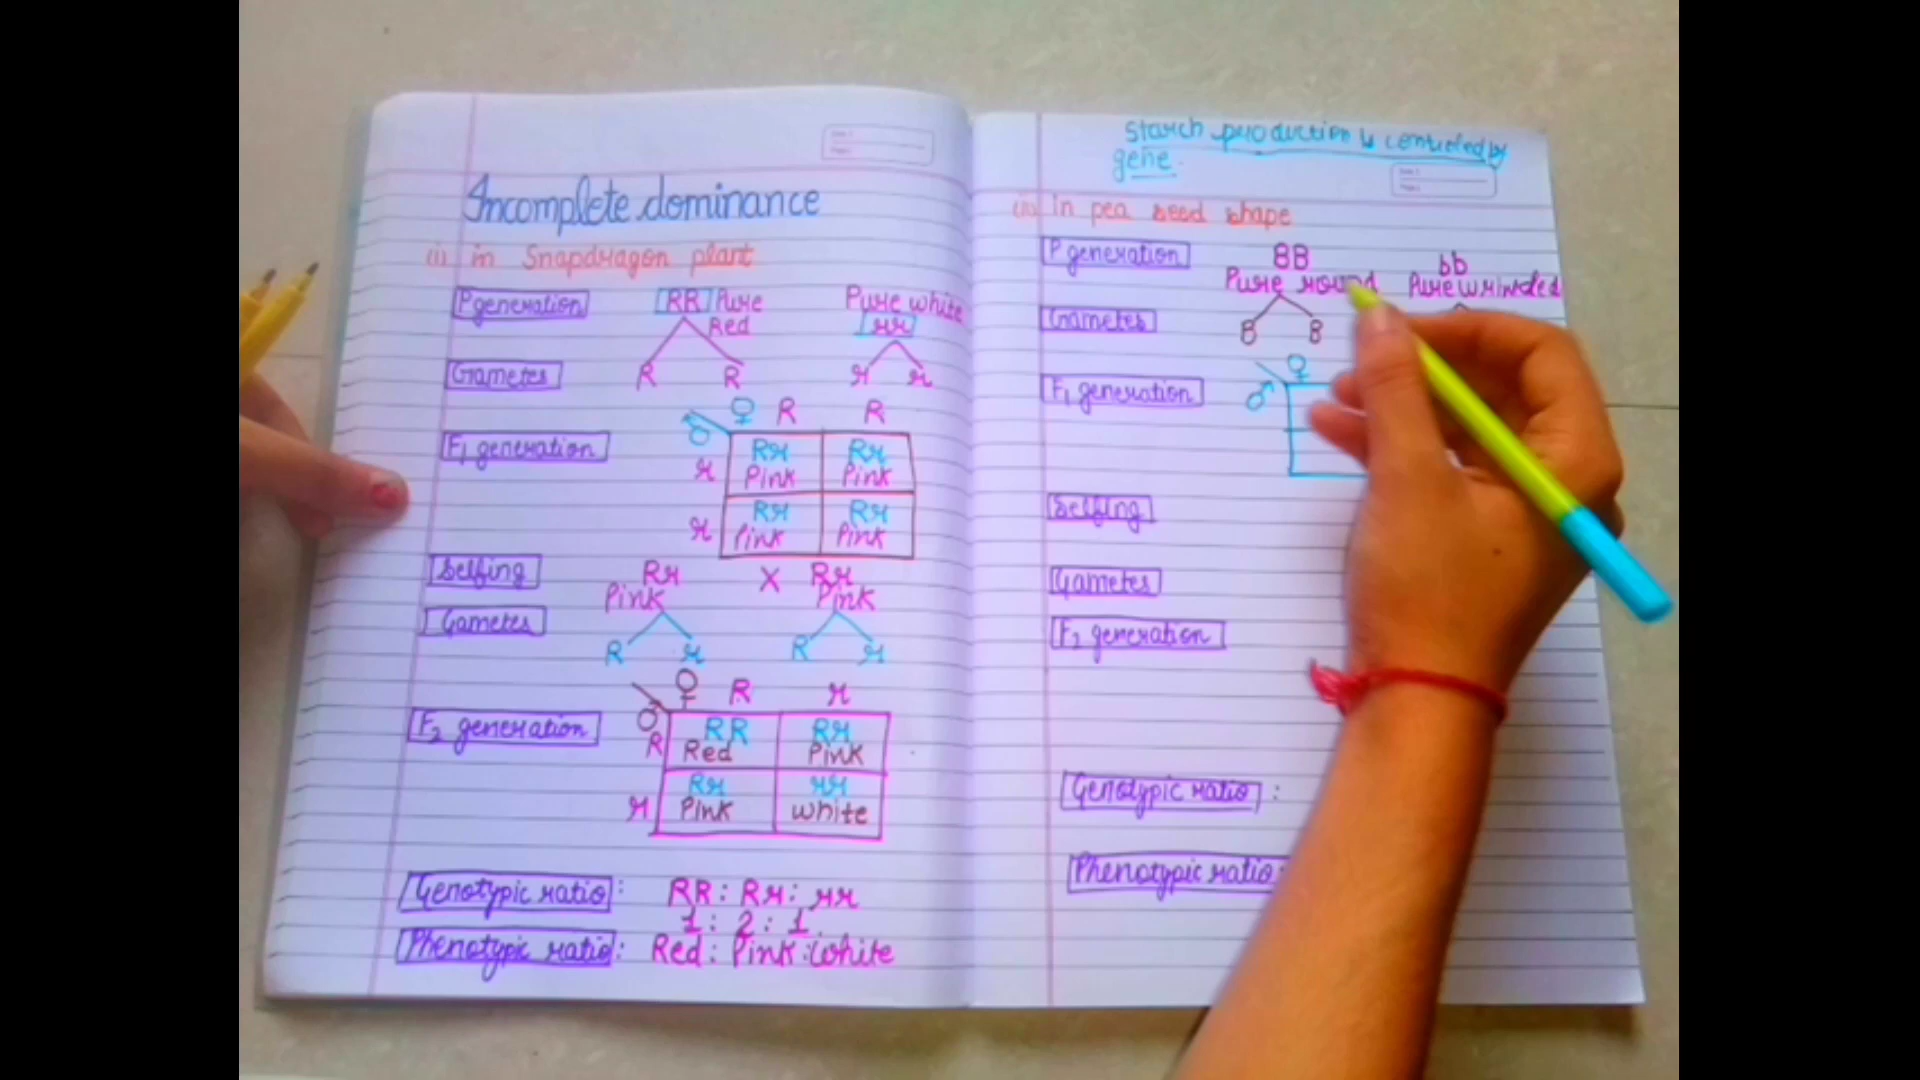 Incomplete dominance
(i) in Snapdragon plant
P generation RR Pure Pure white
Red rr
Gametes R R r r
♀ R R
♂
F1 generation Rr Rr
r Pink Pink
Rr Rr
r Pink Pink
Selfing Rr X Rr
Pink Pink
Gametes R r R r
♀ R r
♂
F2 generation R RR Rr
Red Pink
Rr rr
r Pink white
Genotypic ratio : RR : Rr : rr
1 : 2 : 1
Phenotypic ratio : Red : Pink : white
Starch production is controled by
gene.
(ii) in pea seed shape
P generation BB bb
Pure round Pure wrinkled
Gametes B B
♀
F1 generation ♂
Selfing
Gametes
F2 generation
Genotypic ratio :
Phenotypic ratio :